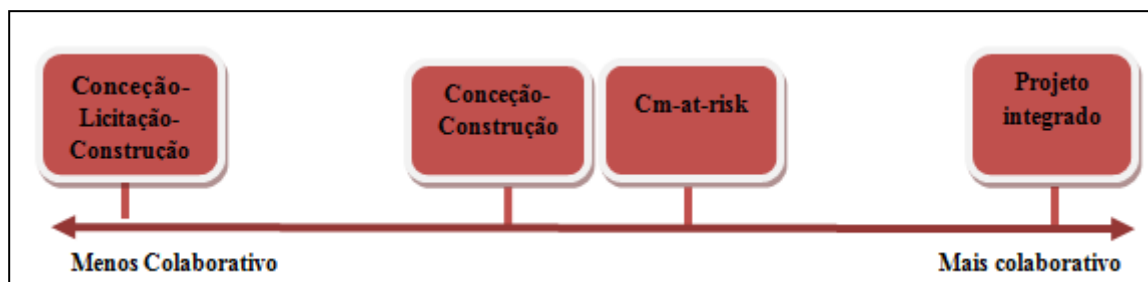 Conceção-
Licitação-
Construção
Conceção-
Construção
Cm-at-risk
Projeto
integrado
Menos Colaborativo
Mais colaborativo